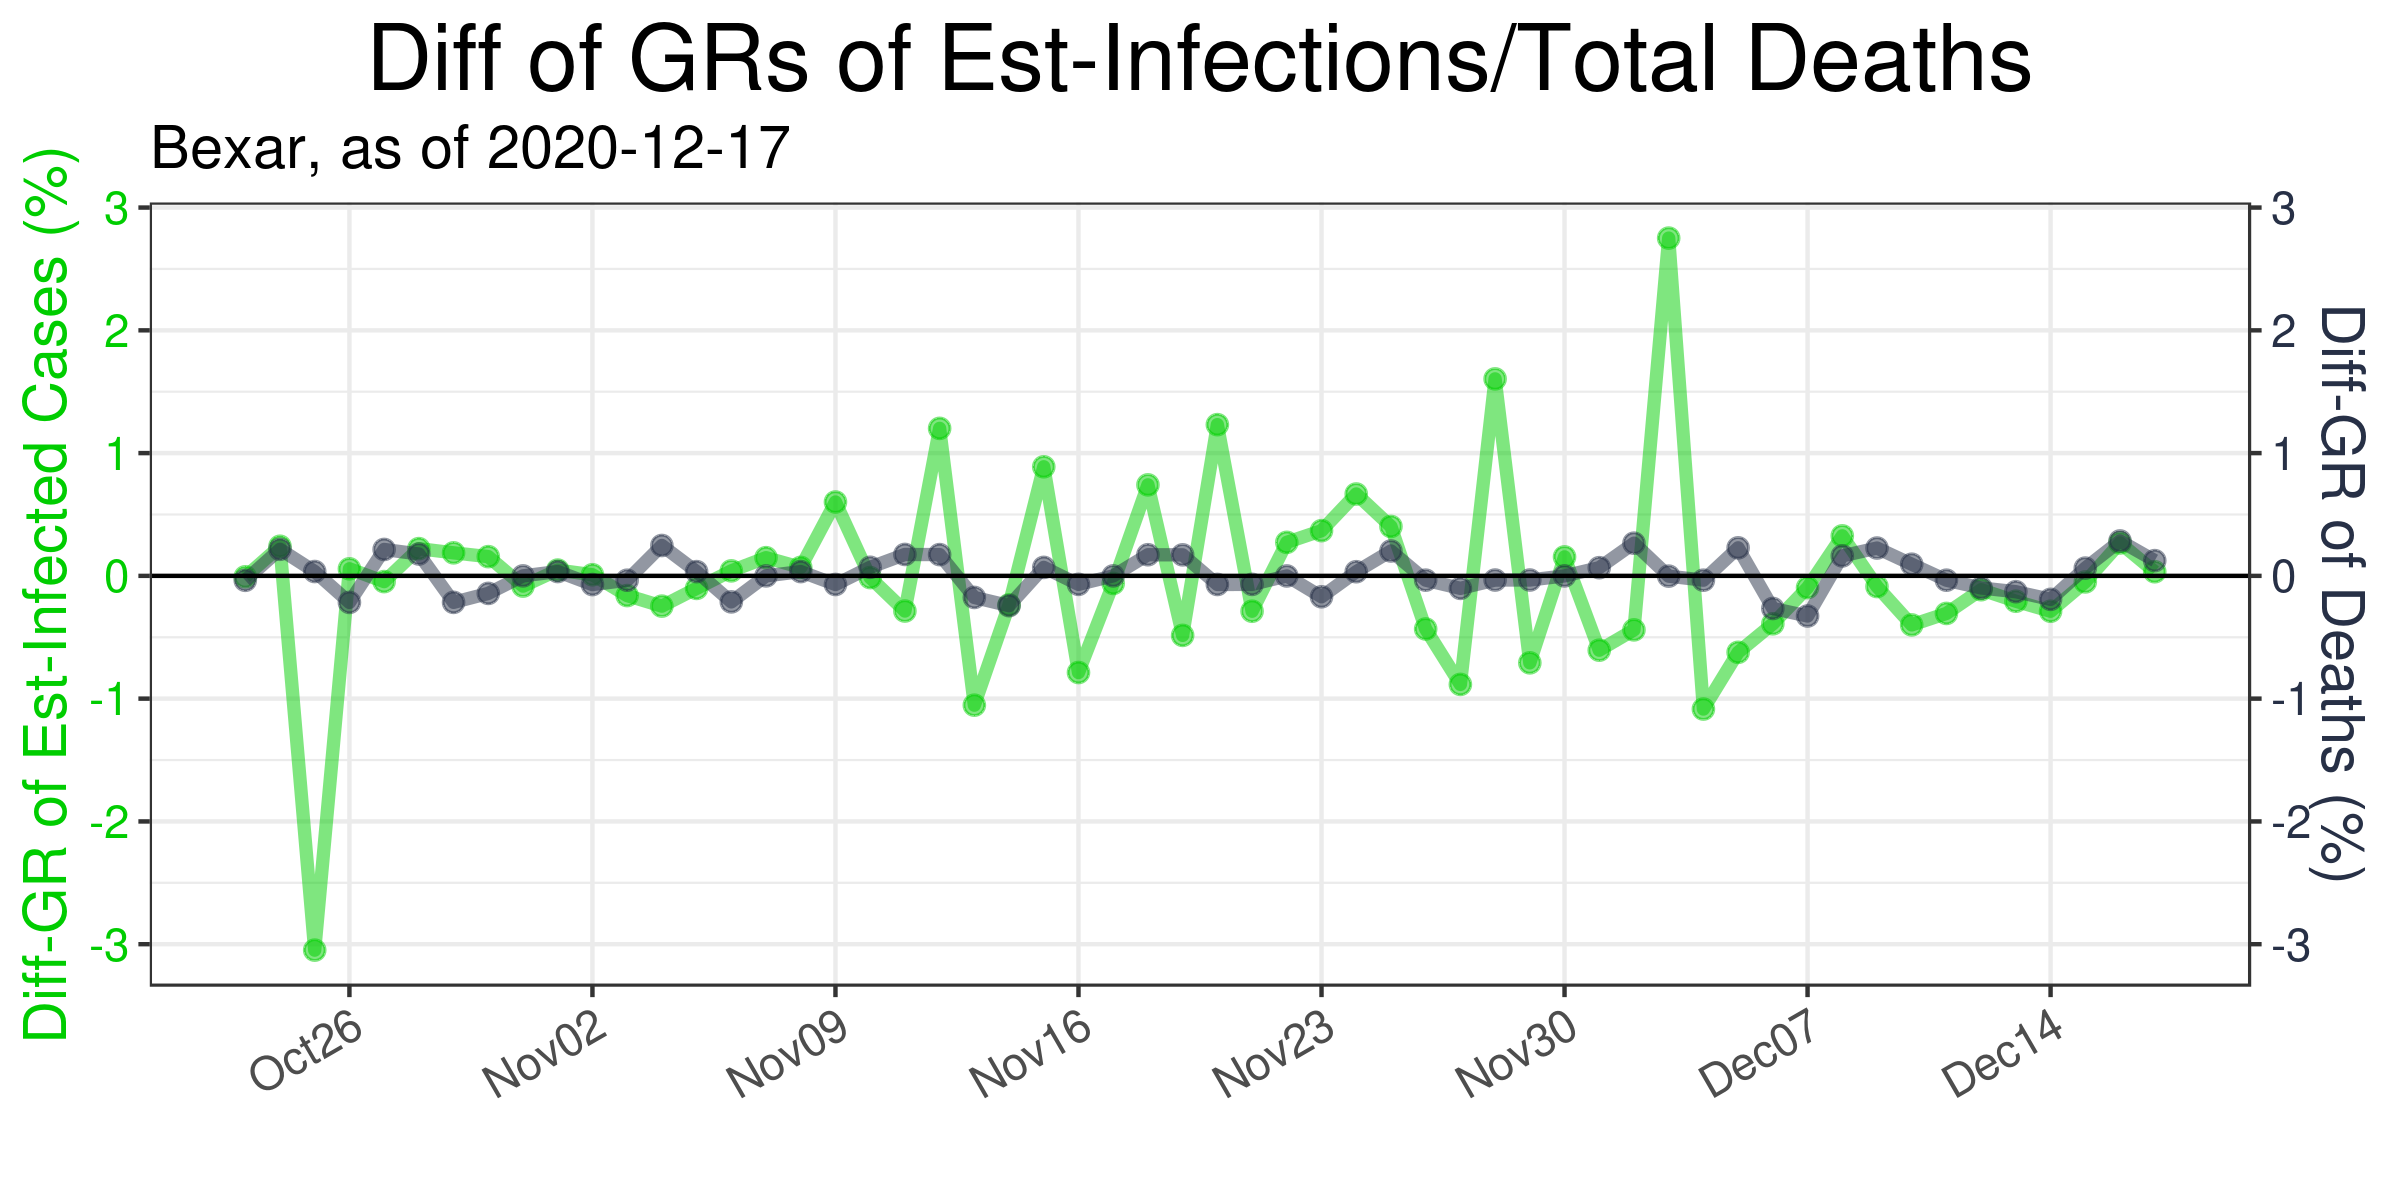 Diff of GRs of Est-Infections/Total Deaths
Bexar, as of 2020-12-17
Diff-GR of Est-Infected Cases (%)
3
2
1
0
-1
-2
-3
3
2
1
0
-1
-2
-3
Diff-GR of Deaths (%)
Oct26
Nov02
Nov09
Nov16
Nov23
Nov30
Dec07
Dec14